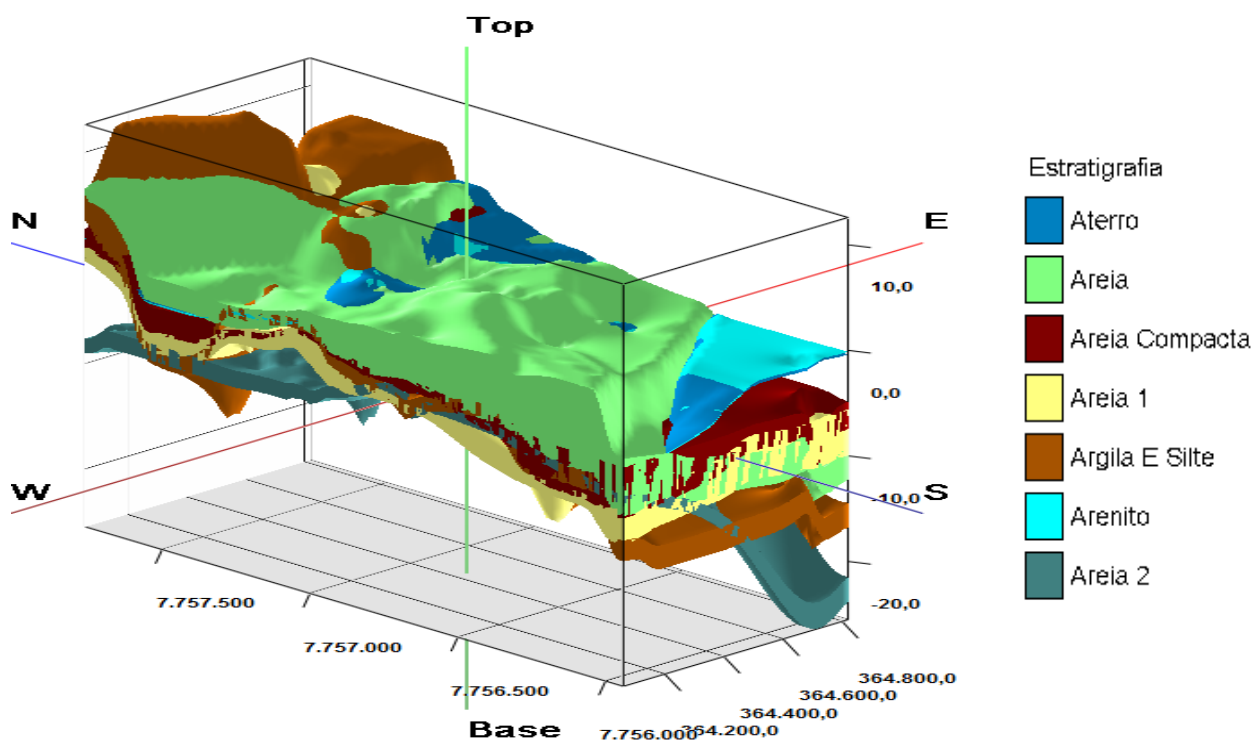 Top
N
E
W
S
10,0
0,0
-10,0
-20,0
7.757.500
7.757.000
7.756.500
7.756.000
364.200,0
364.400,0
364.600,0
364.800,0
Base
Estratigrafia
Aterro
Areia
Areia Compacta
Areia 1
Argila E Silte
Arenito
Areia 2